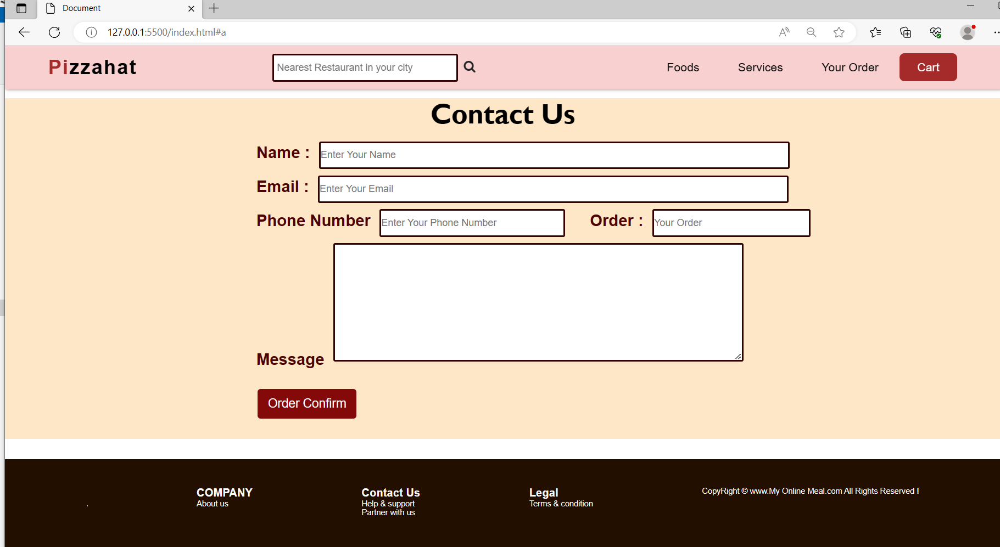 Document
127.0.0.1:5500/index.html#a
Pizzahat
Nearest Restaurant in your city
Foods
Services
Your Order
Cart
Contact Us
Name :
Enter Your Name
Email :
Enter Your Email
Phone Number
Enter Your Phone Number
Order :
Your Order
Message
Order Confirm
.
COMPANY
About us
Contact Us
Help & support
Partner with us
Legal
Terms & condition
CopyRight © www.My Online Meal.com All Rights Reserved !